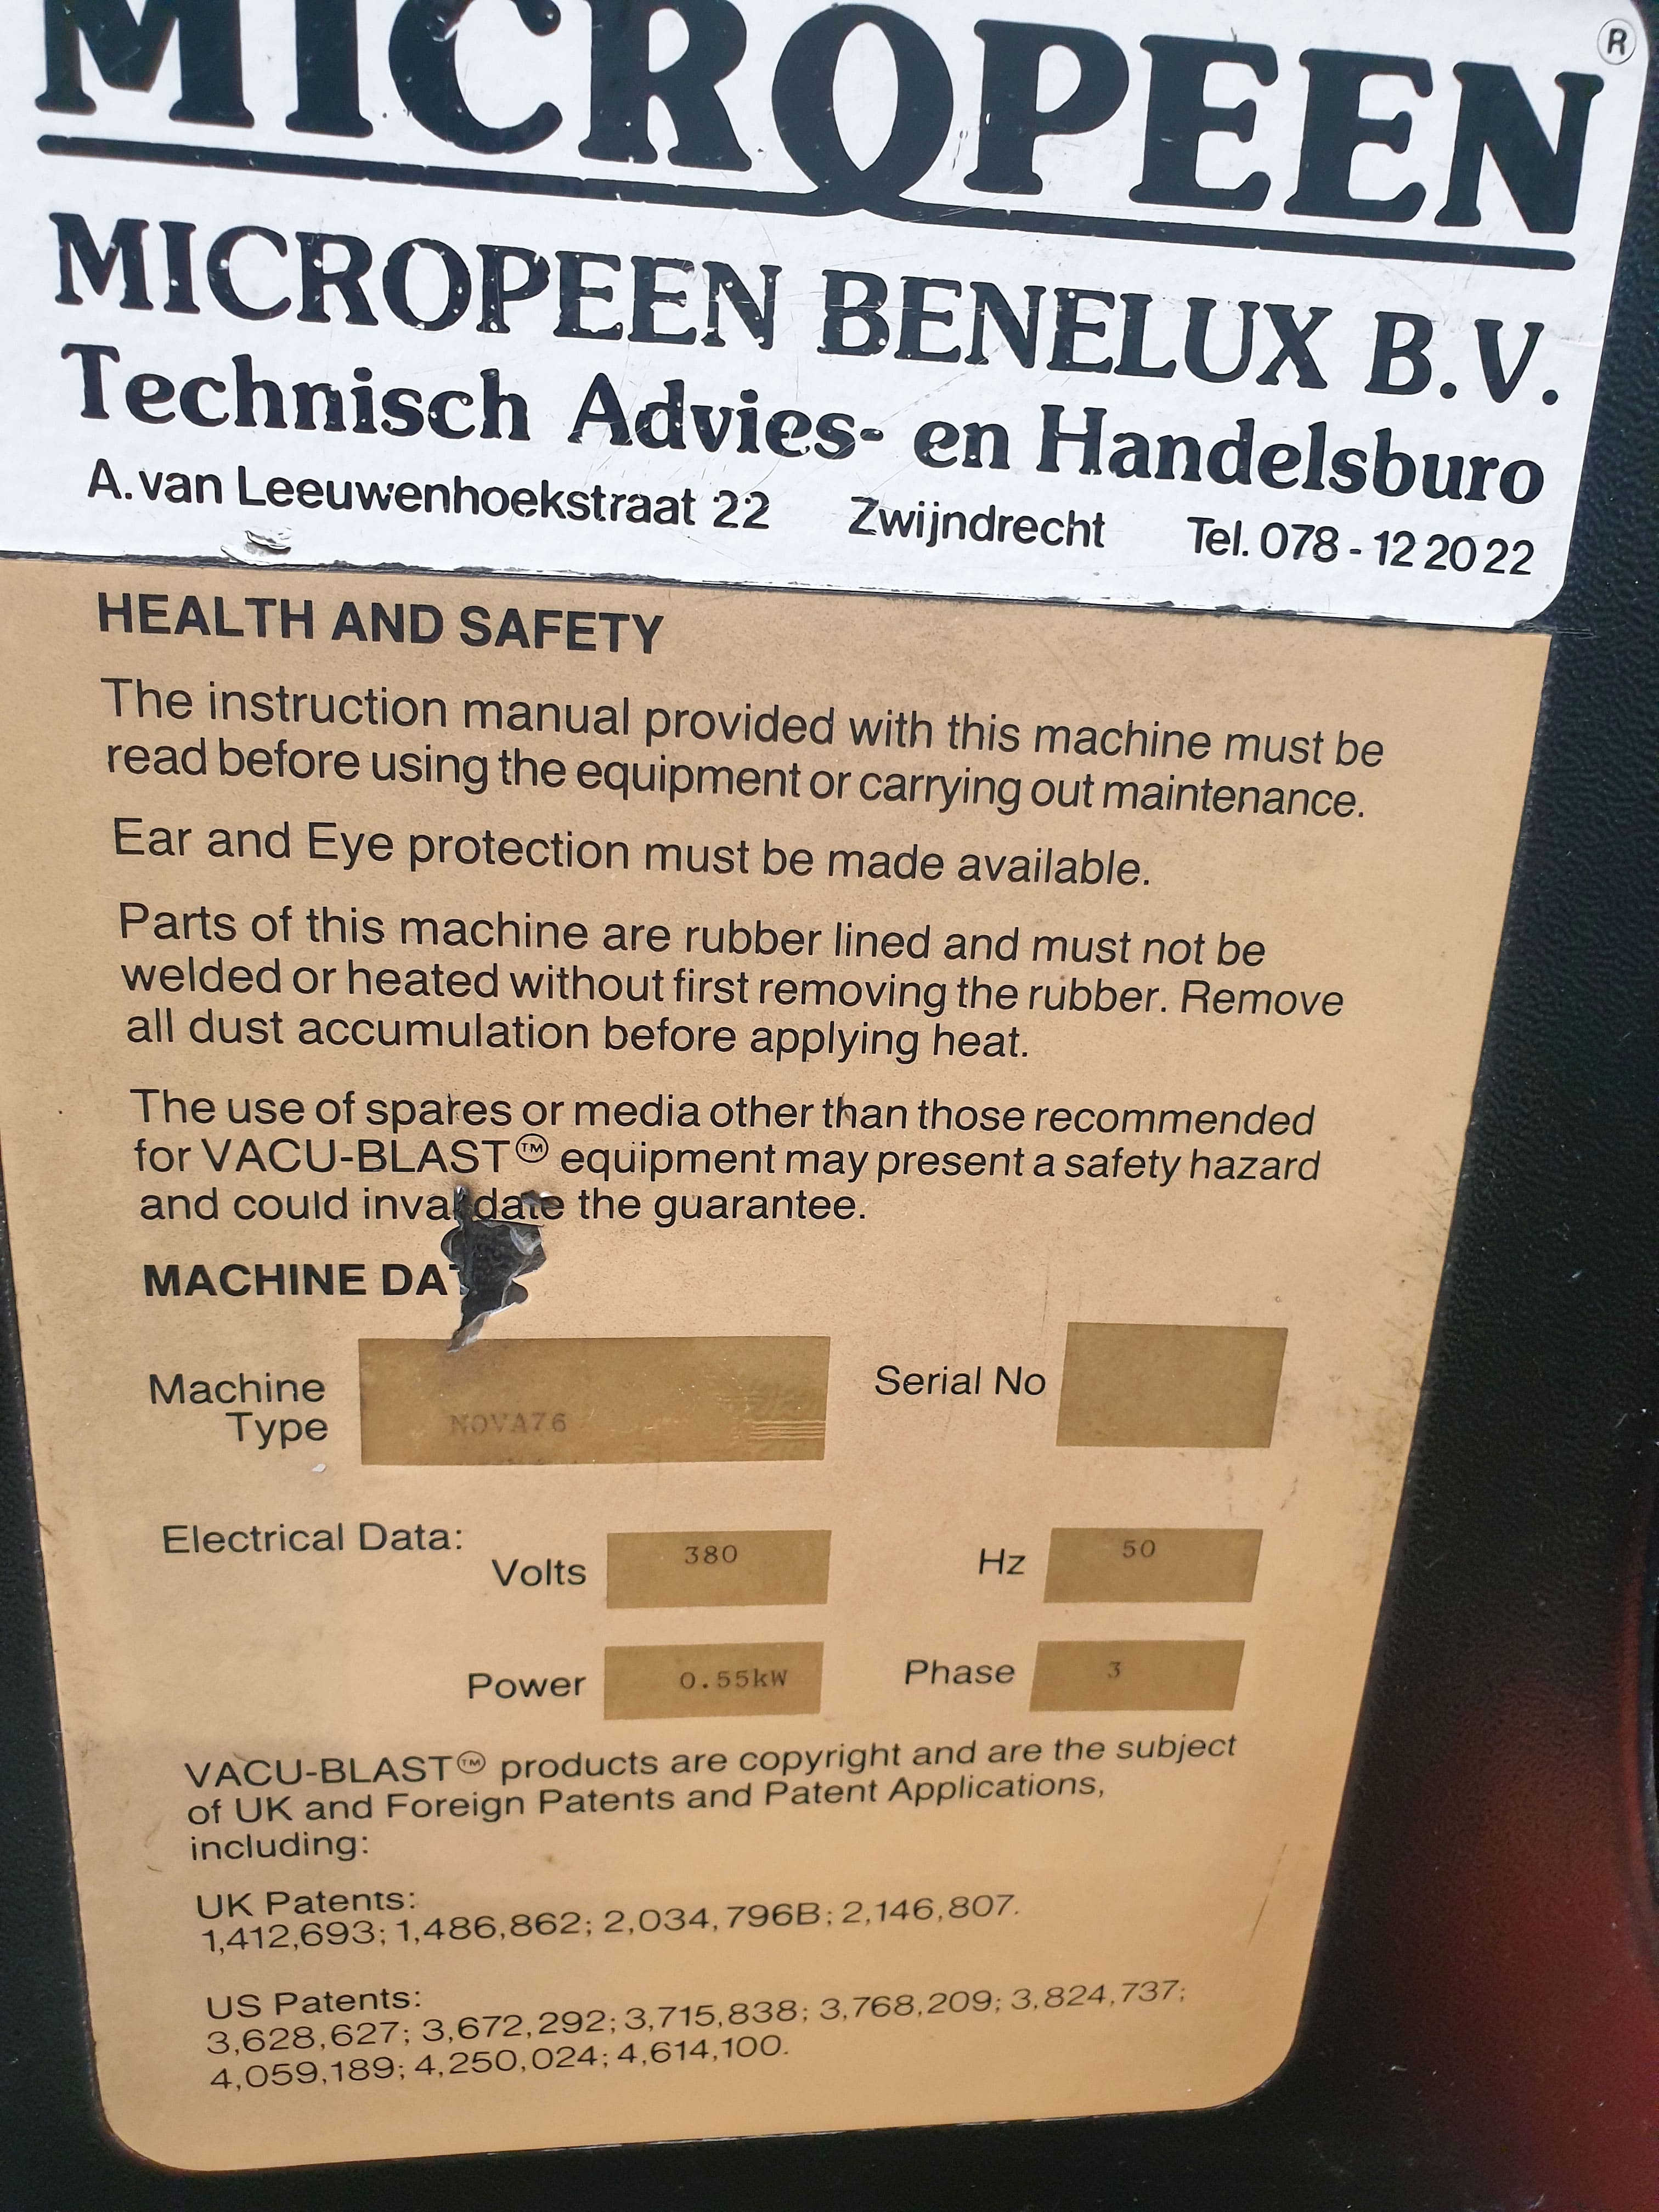 MICROPEEN ®
MICROPEEN BENELUX B.V.
Technisch Advies- en Handelsburo
A. van Leeuwenhoekstraat 22 Zwijndrecht Tel. 078 - 12 20 22
HEALTH AND SAFETY
The instruction manual provided with this machine must be
read before using the equipment or carrying out maintenance.
Ear and Eye protection must be made available.
Parts of this machine are rubber lined and must not be
welded or heated without first removing the rubber. Remove
all dust accumulation before applying heat.
The use of spares or media other than those recommended
for VACU-BLAST™ equipment may present a safety hazard
and could invalidate the guarantee.
MACHINE DAT
Machine Type NOVA76 Serial No
Electrical Data:
Volts 380 Hz 50
Power 0.55kW Phase 3
VACU-BLAST™ products are copyright and are the subject
of UK and Foreign Patents and Patent Applications,
including:
UK Patents:
1,412,693; 1,486,862; 2,034,796B; 2,146,807.
US Patents:
3,628,627; 3,672,292; 3,715,838; 3,768,209; 3,824,737;
4,059,189; 4,250,024; 4,614,100.